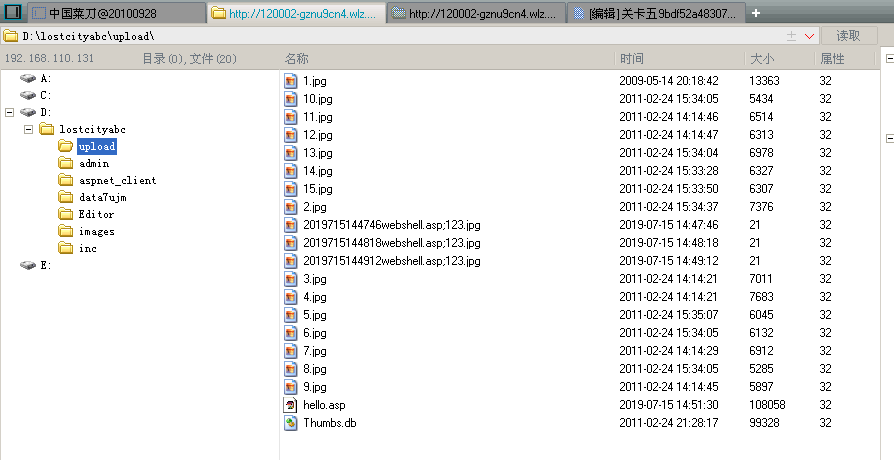 中国菜刀@20100928 http://120002-gznu9cn4.wlz.... http://120002-gznu9cn4.wlz.... [编辑] 关卡五9bdf52a48307...
D:\lostcityabc\upload\ 读取
192.168.110.131 目录(0),文件(20) 名称 时间 大小 属性
A:
C:
D:
lostcityabc
upload
admin
aspnet_client
data7ujm
Editor
images
inc
E:
1.jpg 2009-05-14 20:18:42 13363 32
10.jpg 2011-02-24 15:34:05 5434 32
11.jpg 2011-02-24 14:14:46 6514 32
12.jpg 2011-02-24 14:14:47 6313 32
13.jpg 2011-02-24 15:34:04 6978 32
14.jpg 2011-02-24 15:33:28 6327 32
15.jpg 2011-02-24 15:33:50 6307 32
2.jpg 2011-02-24 15:34:37 7376 32
2019715144746webshell.asp;123.jpg 2019-07-15 14:47:46 21 32
2019715144818webshell.asp;123.jpg 2019-07-15 14:48:18 21 32
2019715144912webshell.asp;123.jpg 2019-07-15 14:49:12 21 32
3.jpg 2011-02-24 14:14:21 7011 32
4.jpg 2011-02-24 14:14:21 7683 32
5.jpg 2011-02-24 15:35:07 6045 32
6.jpg 2011-02-24 15:34:05 6132 32
7.jpg 2011-02-24 14:14:29 6912 32
8.jpg 2011-02-24 15:34:05 5285 32
9.jpg 2011-02-24 14:14:45 5897 32
hello.asp 2019-07-15 14:51:30 108058 32
Thumbs.db 2011-02-24 21:28:17 99328 32